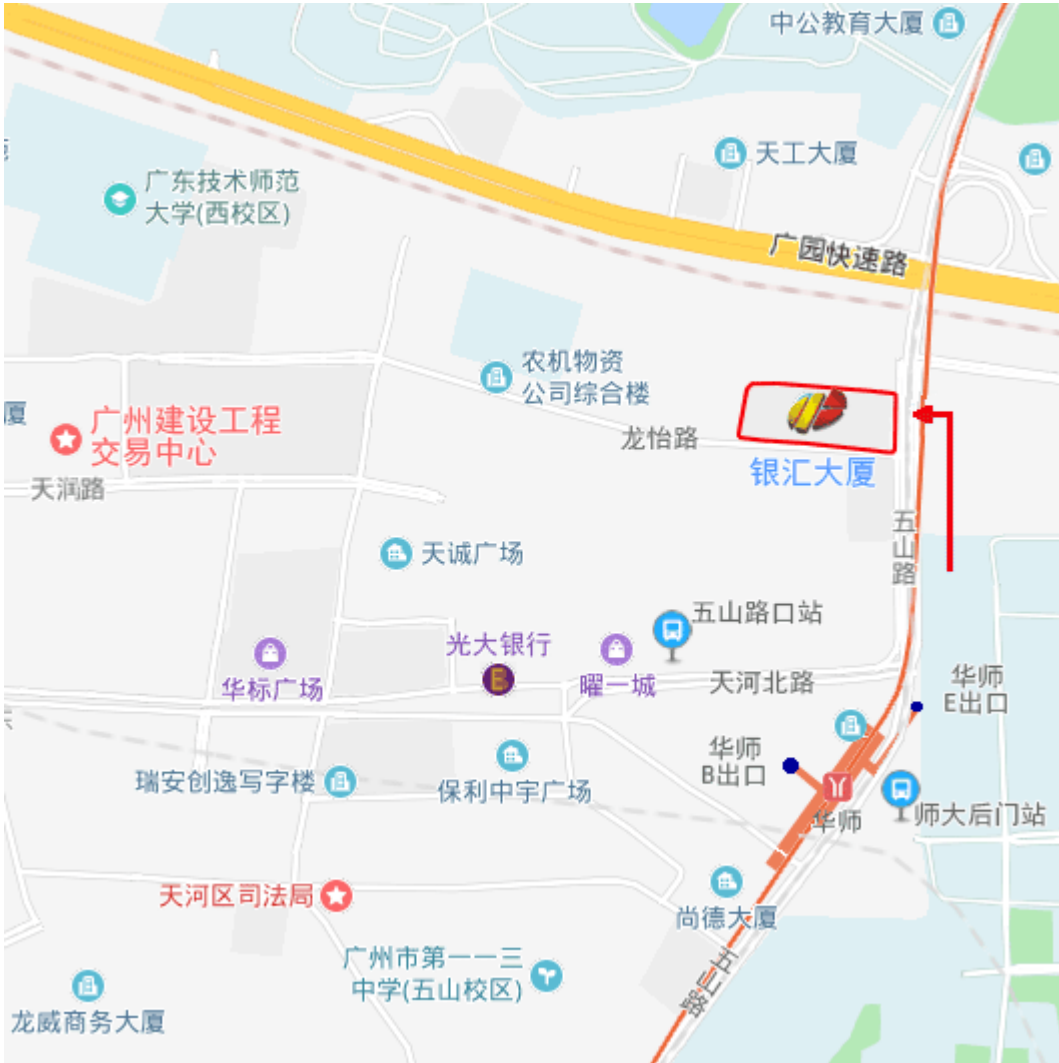 中公教育大厦
天工大厦
广东技术师范
大学(西校区)
广园快速路
农机物资
公司综合楼
厦
广州建设工程
交易中心
龙怡路
银汇大厦
天润路
五山路
天诚广场
五山路口站
光大银行
华标广场
曜一城
天河北路
华师
E出口
华师
B出口
瑞安创逸写字楼
保利中宇广场
华师
师大后门站
天河区司法局
尚德大厦
广州市第一一三
中学(五山校区)
五山路
龙威商务大厦